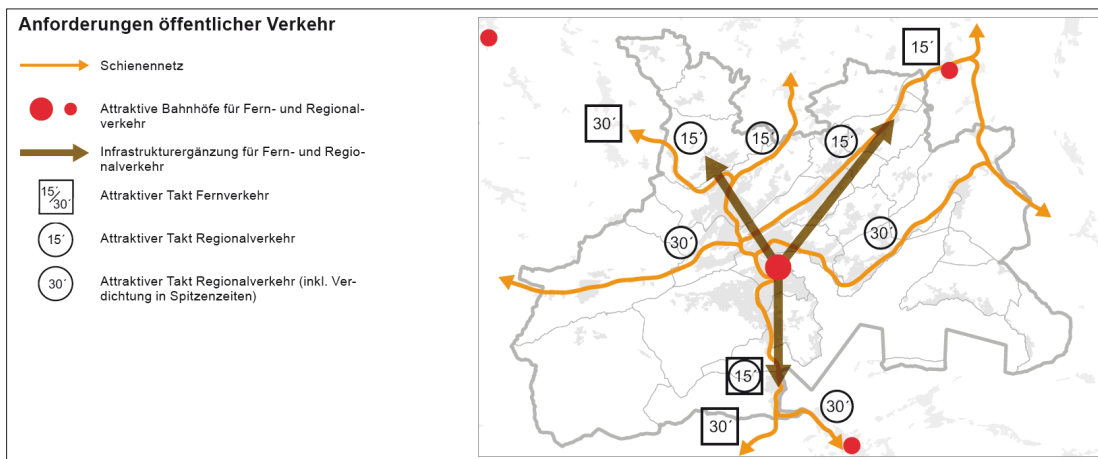 Anforderungen öffentlicher Verkehr
Schienennetz
Attraktive Bahnhöfe für Fern- und Regional-
verkehr
Infrastrukturergänzung für Fern- und Regio-
nalverkehr
15´/30´
Attraktiver Takt Fernverkehr
15´
Attraktiver Takt Regionalverkehr
30´
Attraktiver Takt Regionalverkehr (inkl. Ver-
dichtung in Spitzenzeiten)
15´
30´
15´
15´
15´
30´
30´
15´
30´
30´